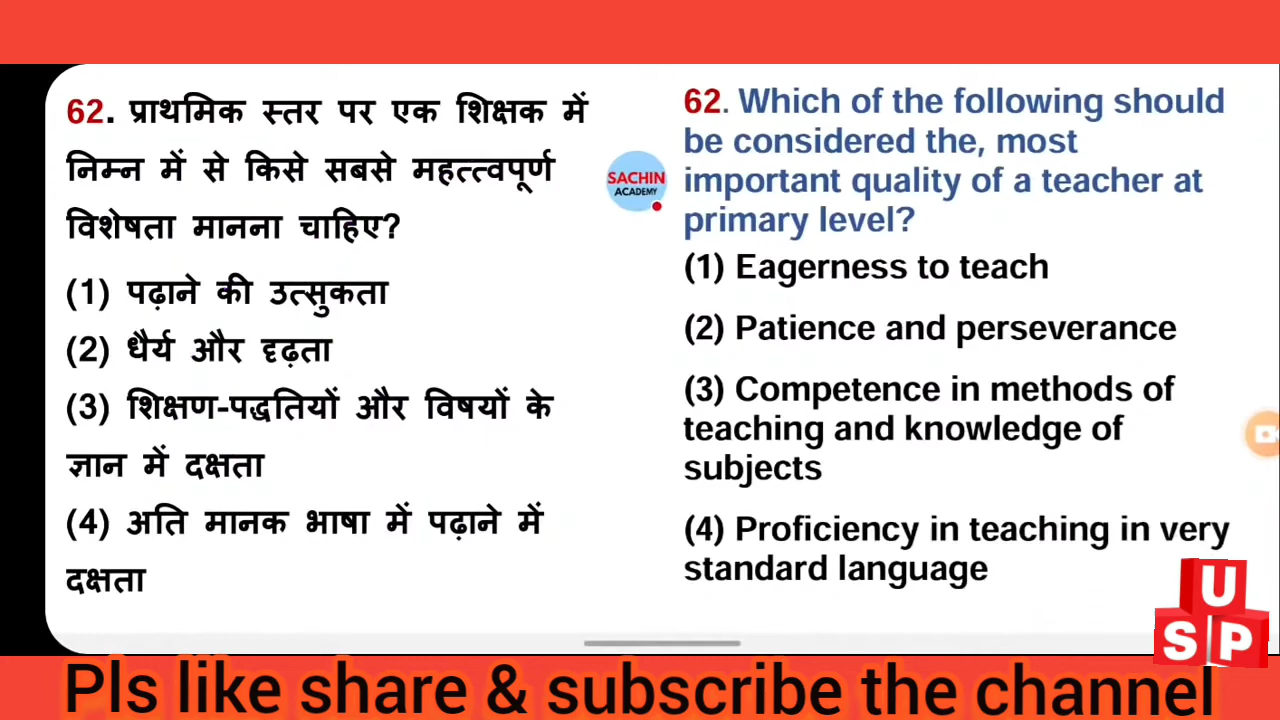 62. प्राथमिक स्तर पर एक शिक्षक में
निम्न में से किसे सबसे महत्त्वपूर्ण
विशेषता मानना चाहिए?
(1) पढ़ाने की उत्सुकता
(2) धैर्य और दृढ़ता
(3) शिक्षण-पद्धतियों और विषयों के
ज्ञान में दक्षता
(4) अति मानक भाषा में पढ़ाने में
दक्षता
SACHIN
ACADEMY
62. Which of the following should
be considered the, most
important quality of a teacher at
primary level?
(1) Eagerness to teach
(2) Patience and perseverance
(3) Competence in methods of
teaching and knowledge of
subjects
(4) Proficiency in teaching in very
standard language
U
S P
Pls like share & subscribe the channel